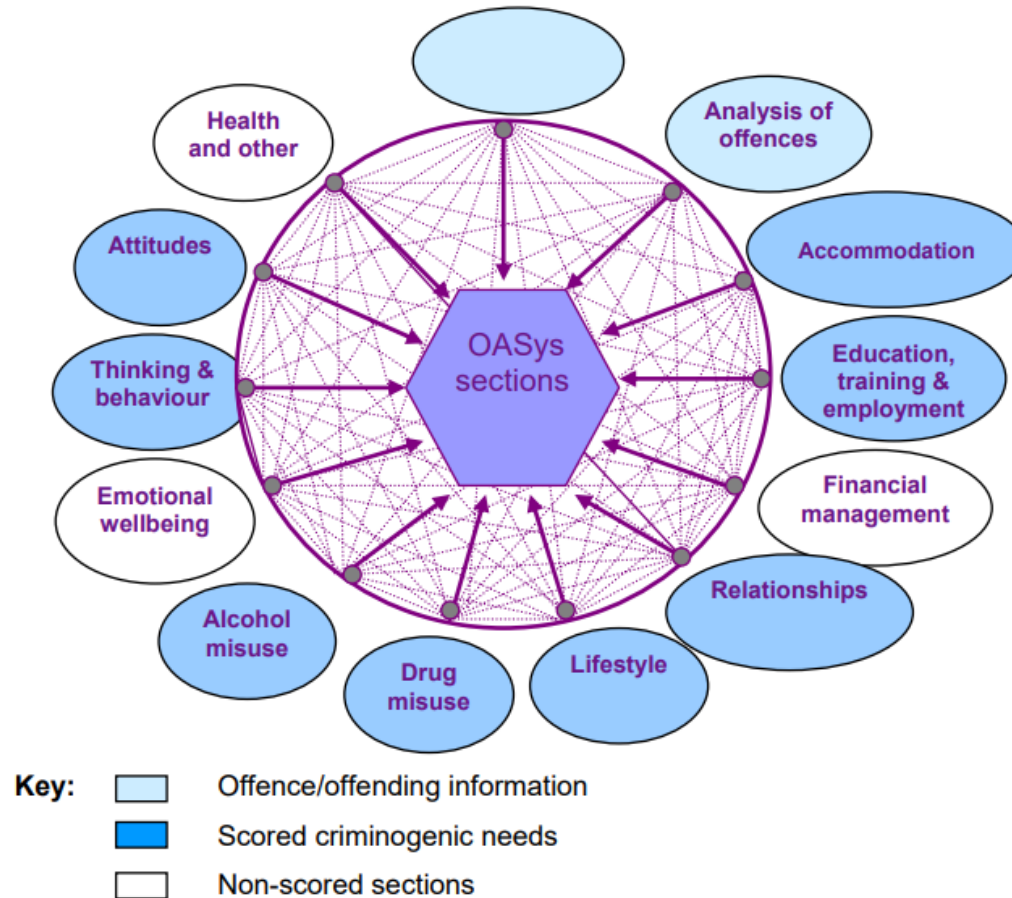 Health
and other
Analysis of
offences
Attitudes
Accommodation
OASys
sections
Thinking &
behaviour
Education,
training &
employment
Emotional
wellbeing
Financial
management
Relationships
Alcohol
misuse
Drug
misuse
Lifestyle
Key:
Offence/offending information
Scored criminogenic needs
Non-scored sections